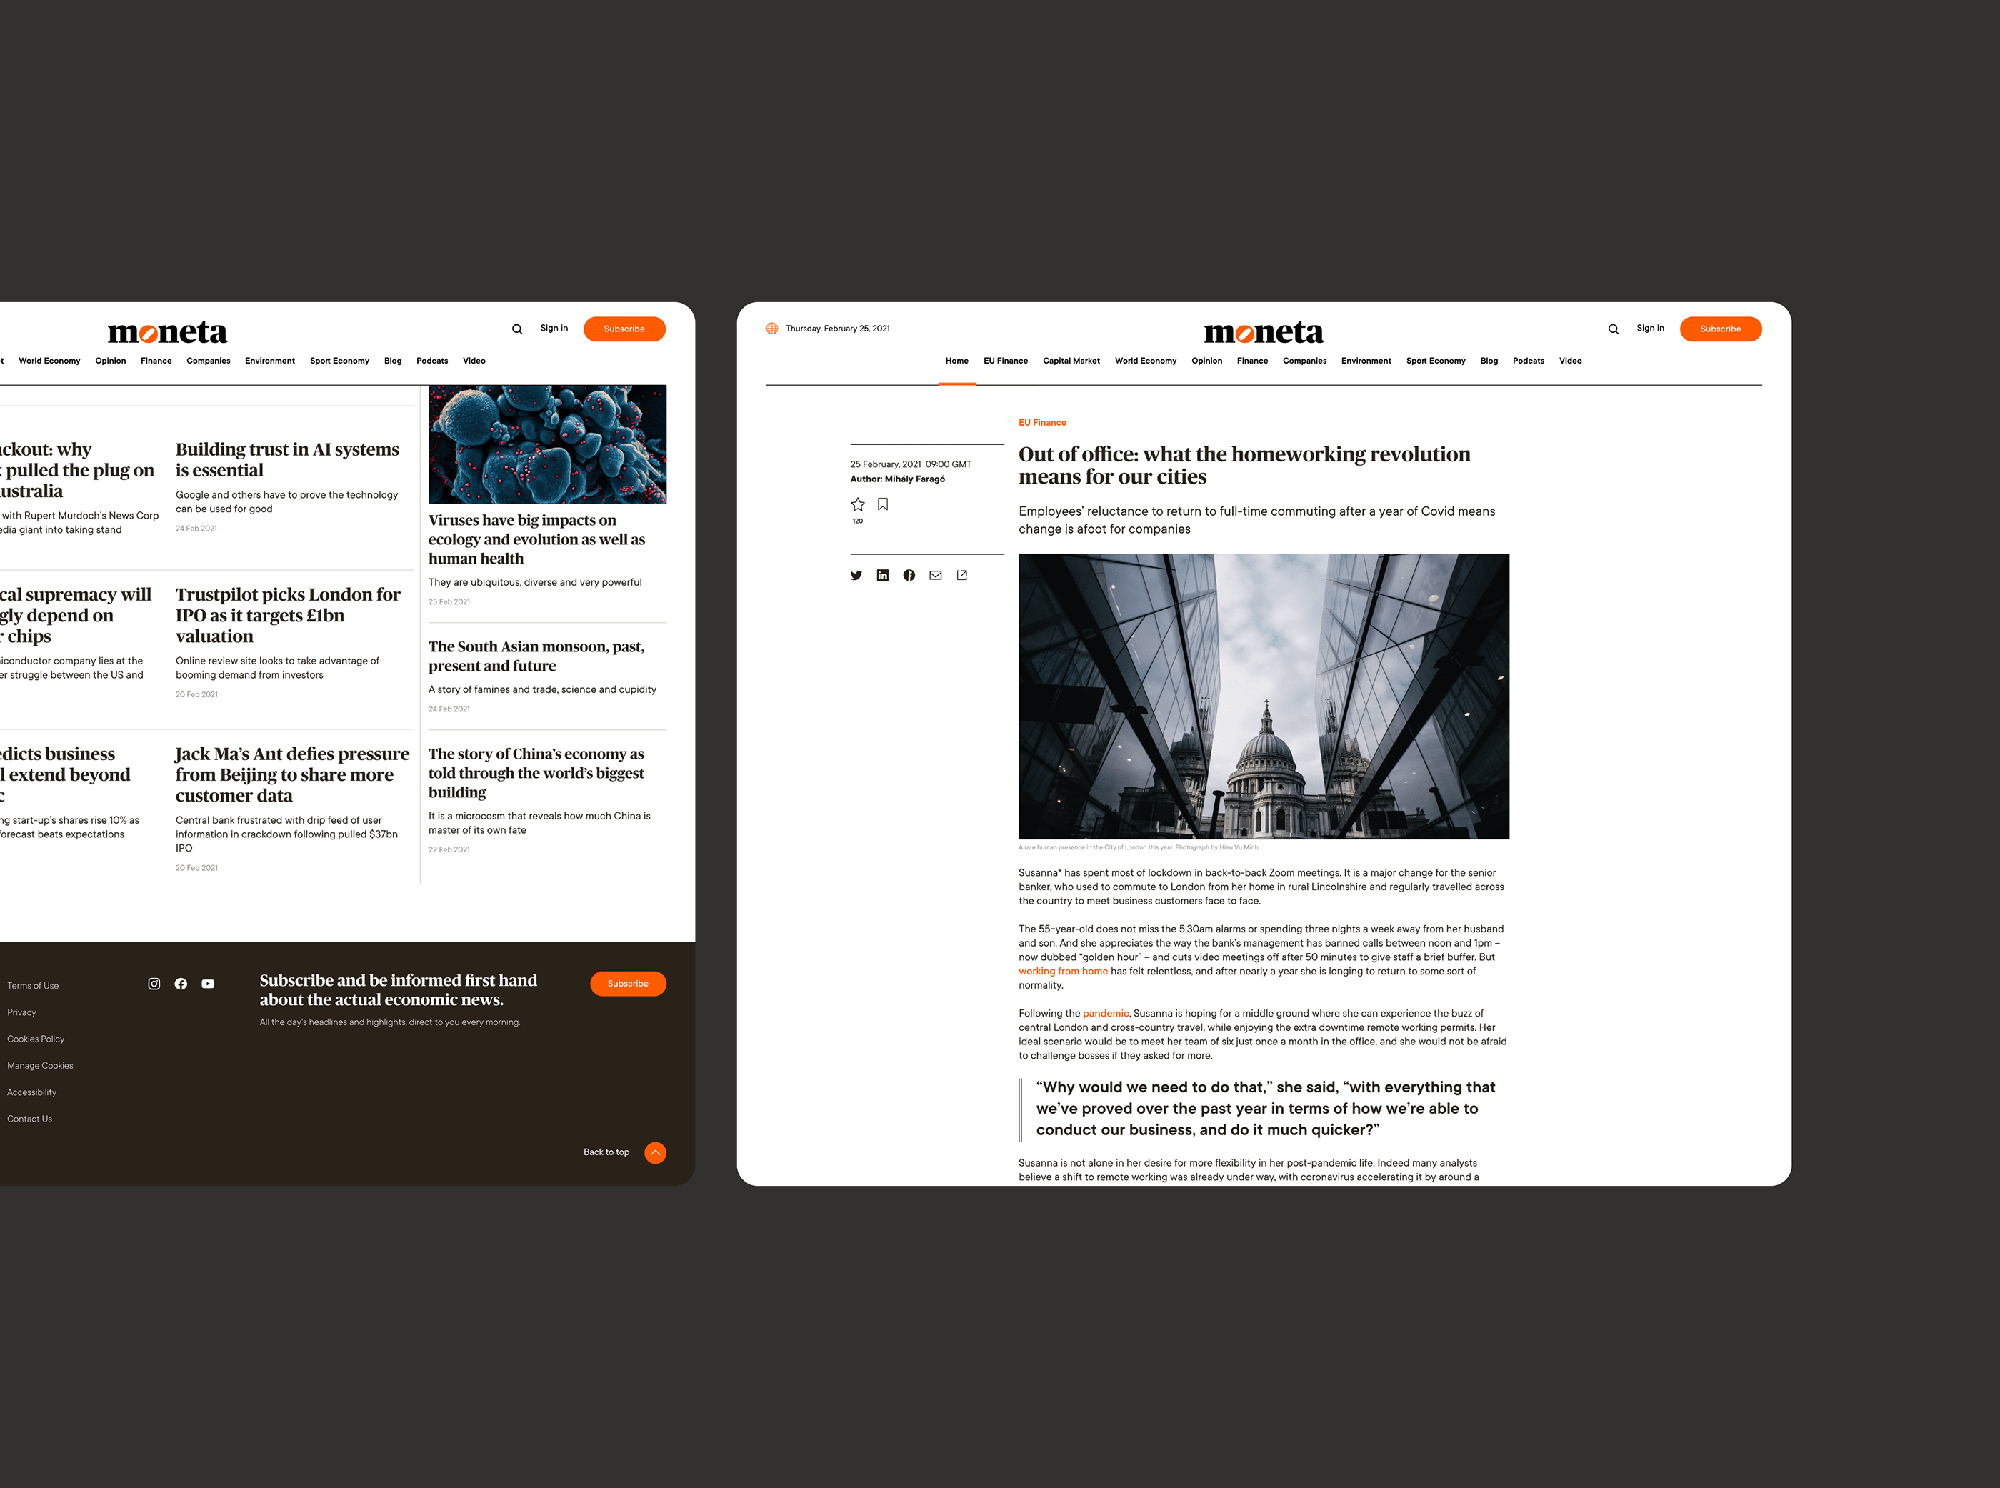 moneta
Sign in
Subscribe
World Economy Opinion Finance Companies Environment Sport Economy Blog Podcats Video
ackout: why
pulled the plug on
ustralia
with Rupert Murdoch's News Corp
edia giant into taking stand
Building trust in AI systems
is essential
Google and others have to prove the technology
can be used for good
24 Feb 2021
cal supremacy will
gly depend on
chips
iconductor company lies at the
er struggle between the US and
Trustpilot picks London for
IPO as it targets £1bn
valuation
Online review site looks to take advantage of
booming demand from investors
20 Feb 2021
edicts business
l extend beyond
c
ng start-up's shares rise 10% as
forecast beats expectations
Jack Ma's Ant defies pressure
from Beijing to share more
customer data
Central bank frustrated with drip feed of user
information in crackdown following pulled $37bn
IPO
20 Feb 2021
Viruses have big impacts on
ecology and evolution as well as
human health
They are ubiquitous, diverse and very powerful
25 Feb 2021
The South Asian monsoon, past,
present and future
A story of famines and trade, science and cupidity
24 Feb 2021
The story of China's economy as
told through the world's biggest
building
It is a microcosm that reveals how much China is
master of its own fate
22 Feb 2021
Terms of Use
Privacy
Cookies Policy
Manage Cookies
Accessibility
Contact Us
Subscribe and be informed first hand
about the actual economic news.
All the day's headlines and highlights, direct to you every morning.
Subscribe
Back to top
Thursday, February 25, 2021
moneta
Sign in
Subscribe
Home EU Finance Capital Market World Economy Opinion Finance Companies Environment Sport Economy Blog Podcats Video
25 February, 2021 09:00 GMT
Author: Mihály Faragó
120
EU Finance
Out of office: what the homeworking revolution
means for our cities
Employees' reluctance to return to full-time commuting after a year of Covid means
change is afoot for companies
A rare human presence in the City of London this year. Photograph by Hieu Vu Minh
Susanna* has spent most of lockdown in back-to-back Zoom meetings. It is a major change for the senior
banker, who used to commute to London from her home in rural Lincolnshire and regularly travelled across
the country to meet business customers face to face.
The 55-year-old does not miss the 5.30am alarms or spending three nights a week away from her husband
and son. And she appreciates the way the bank's management has banned calls between noon and 1pm –
now dubbed "golden hour" – and cuts video meetings off after 50 minutes to give staff a brief buffer. But
working from home has felt relentless, and after nearly a year she is longing to return to some sort of
normality.
Following the pandemic, Susanna is hoping for a middle ground where she can experience the buzz of
central London and cross-country travel, while enjoying the extra downtime remote working permits. Her
ideal scenario would be to meet her team of six just once a month in the office, and she would not be afraid
to challenge bosses if they asked for more.
“Why would we need to do that,” she said, “with everything that
we’ve proved over the past year in terms of how we’re able to
conduct our business, and do it much quicker?”
Susanna is not alone in her desire for more flexibility in her post-pandemic life. Indeed many analysts
believe a shift to remote working was already under way, with coronavirus accelerating it by around a